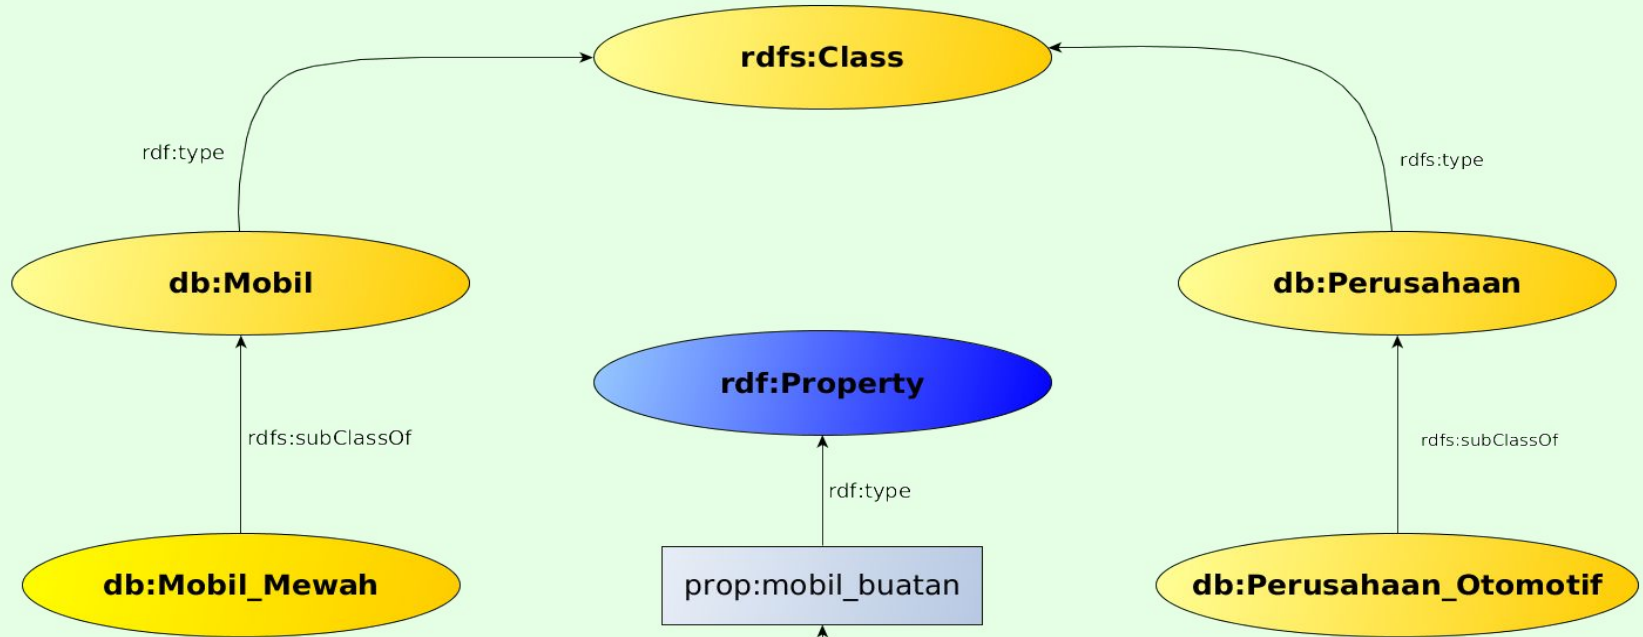 rdfs:Class
rdf:type
rdfs:type
db:Mobil
db:Perusahaan
rdf:Property
rdfs:subClassOf
rdfs:subClassOf
rdf:type
db:Mobil_Mewah
prop:mobil_buatan
db:Perusahaan_Otomotif